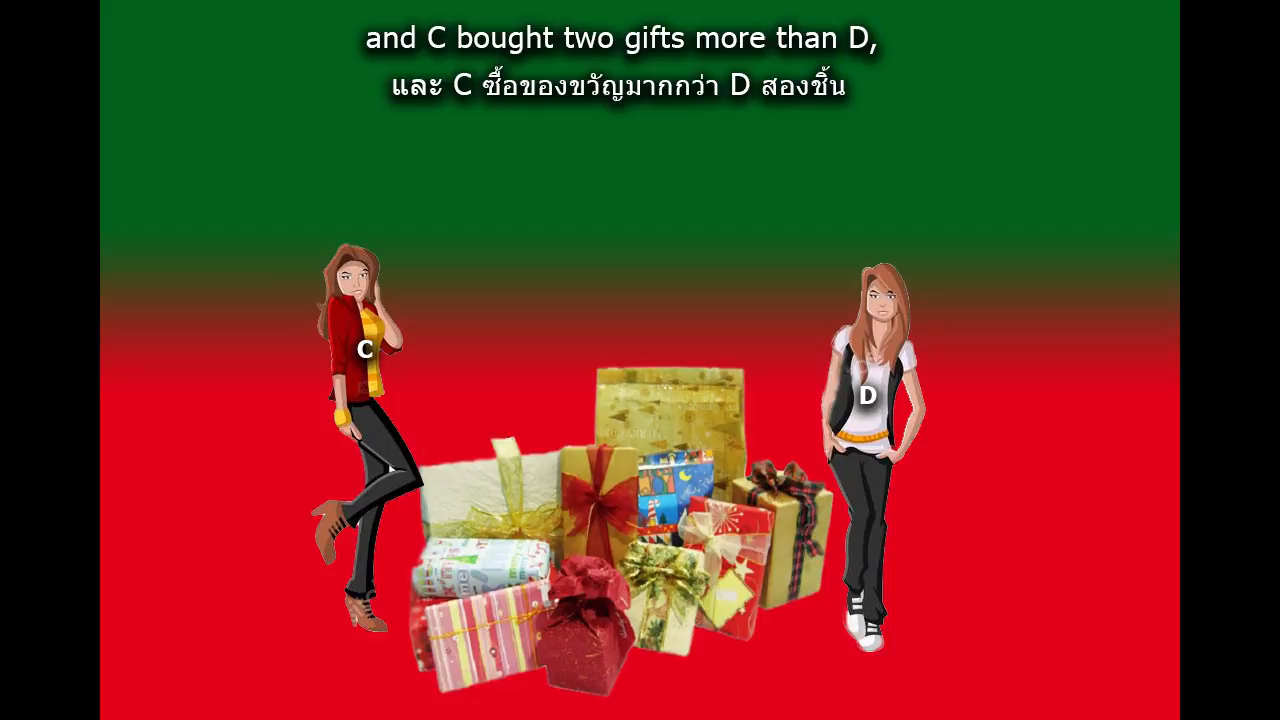 and C bought two gifts more than D,
และ C ซื้อของขวัญมากกว่า D สองชิ้น
C
D